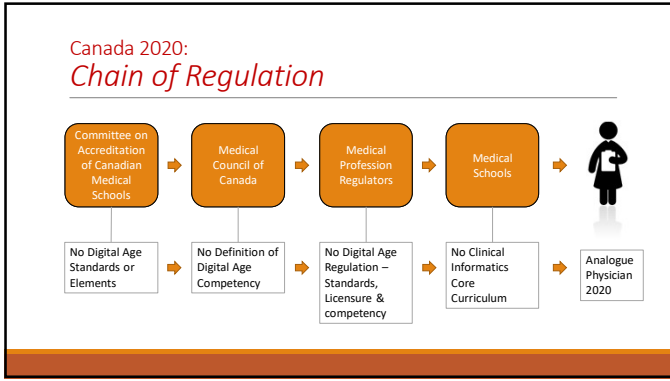 Canada 2020:
Chain of Regulation
Committee on
Accreditation
of Canadian
Medical
Schools
Medical
Council of
Canada
Medical
Profession
Regulators
Medical
Schools
No Digital Age
Standards or
Elements
No Definition of
Digital Age
Competency
No Digital Age
Regulation –
Standards,
Licensure &
competency
No Clinical
Informatics
Core
Curriculum
Analogue
Physician
2020